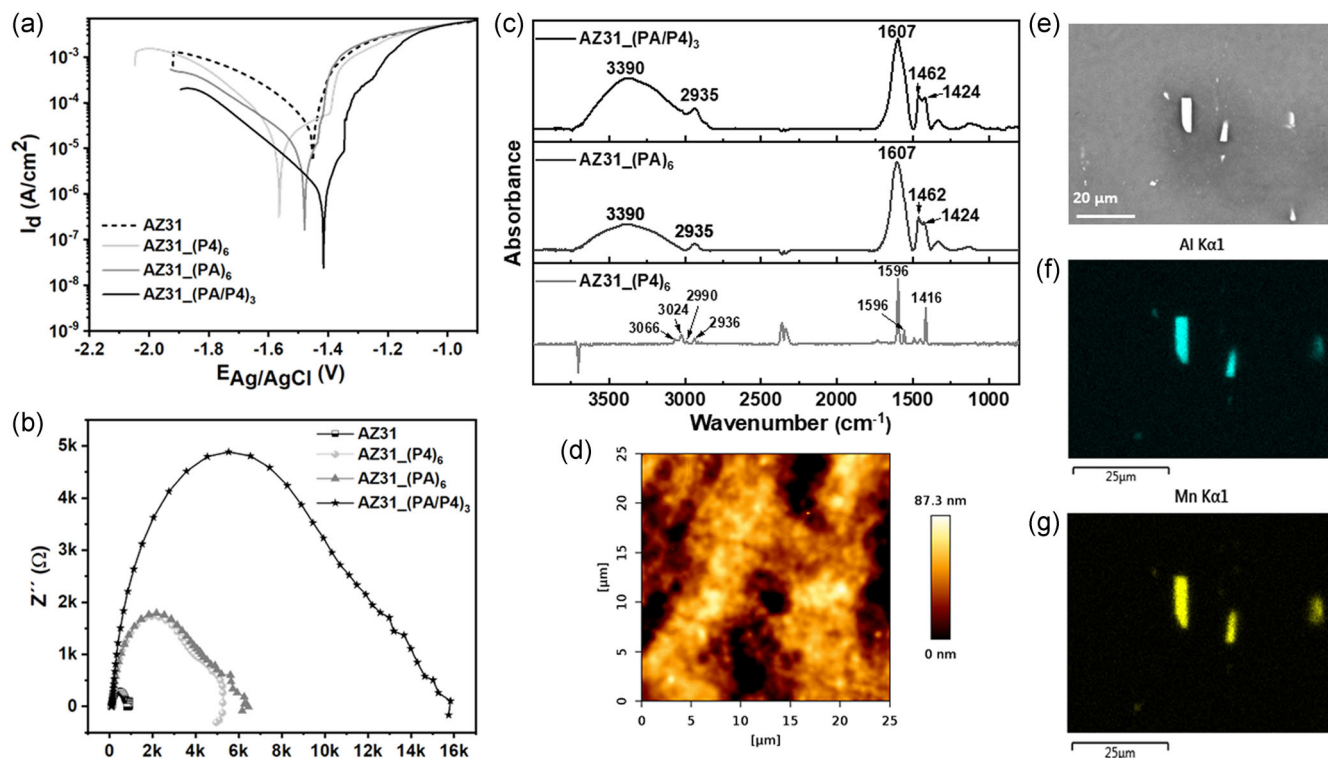 (a)
10⁻³
10⁻⁴
10⁻⁵
10⁻⁶
10⁻⁷
10⁻⁸
10⁻⁹
I_d (A/cm²)
AZ31
AZ31_(P4)₆
AZ31_(PA)₆
AZ31_(PA/P4)₃
-2.2 -2.0 -1.8 -1.6 -1.4 -1.2 -1.0
E_Ag/AgCl (V)
(b)
5k
4k
3k
2k
1k
0
Z´´ (Ω)
AZ31
AZ31_(P4)₆
AZ31_(PA)₆
AZ31_(PA/P4)₃
0 2k 4k 6k 8k 10k 12k 14k 16k
(c)
Absorbance
AZ31_(PA/P4)₃
3390
2935
1607
1462
1424
AZ31_(PA)₆
3390
2935
1607
1462
1424
AZ31_(P4)₆
3066
3024
2990
2936
1596
1596
1416
3500 3000 2500 2000 1500 1000
Wavenumber (cm⁻¹)
(d)
25
20
15
10
5
0
[µm]
0 5 10 15 20 25
[µm]
87.3 nm
0 nm
(e)
20 µm
Al Kα1
(f)
25µm
Mn Kα1
(g)
25µm